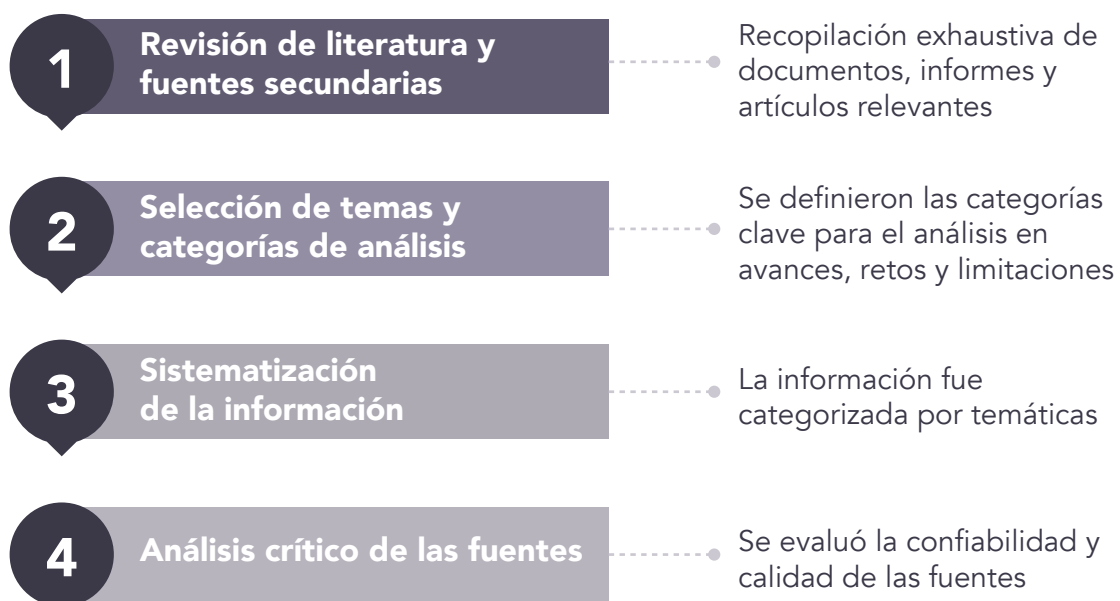 1
Revisión de literatura y
fuentes secundarias
Recopilación exhaustiva de
documentos, informes y
artículos relevantes
2
Selección de temas y
categorías de análisis
Se definieron las categorías
clave para el análisis en
avances, retos y limitaciones
3
Sistematización
de la información
La información fue
categorizada por temáticas
4
Análisis crítico de las fuentes
Se evaluó la confiabilidad y
calidad de las fuentes